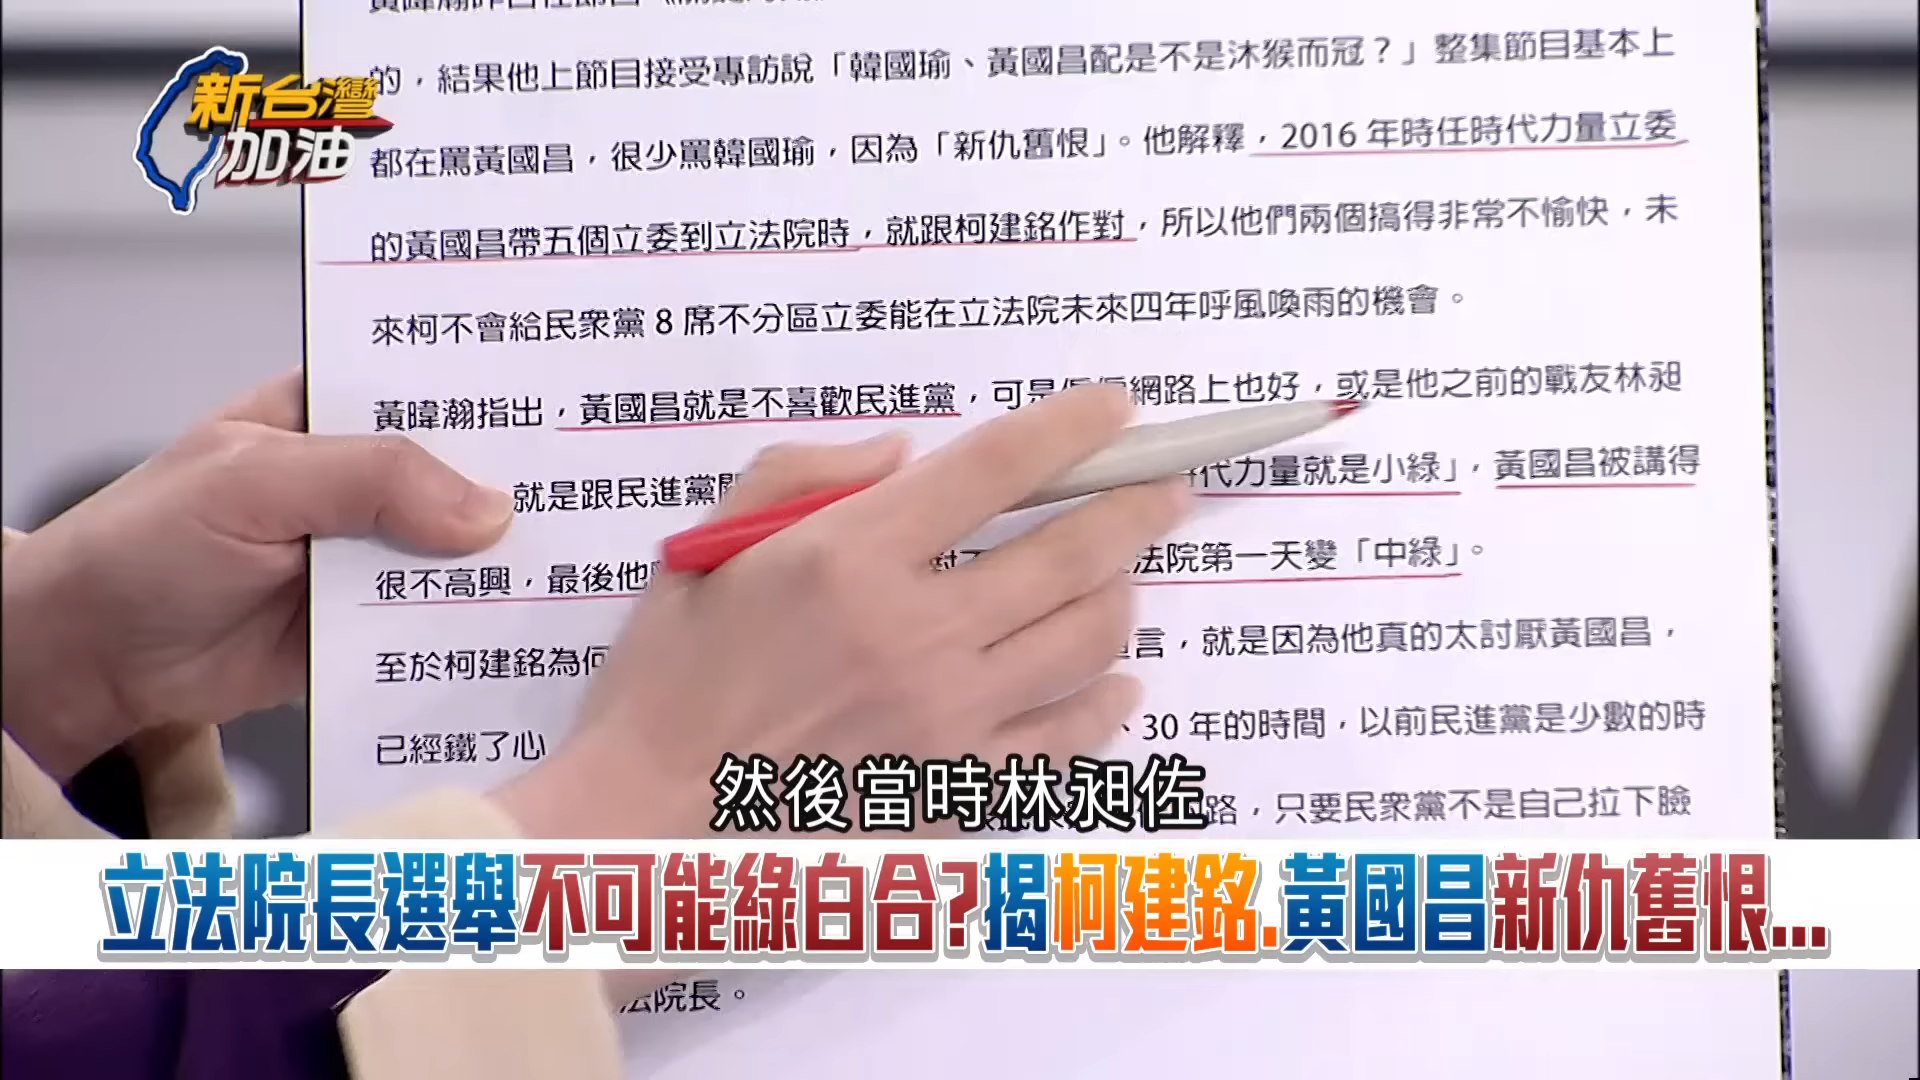 新台灣
加油
的，結果他上節目接受專訪說「韓國瑜、黃國昌配是不是沐猴而冠？」整集節目基本上
都在罵黃國昌，很少罵韓國瑜，因為「新仇舊恨」。他解釋，2016 年時任時代力量立委
的黃國昌帶五個立委到立法院時，就跟柯建銘作對，所以他們兩個搞得非常不愉快，未
來柯不會給民眾黨 8 席不分區立委能在立法院未來四年呼風喚雨的機會。
黃暐瀚指出，黃國昌就是不喜歡民進黨，可是 網路上也好，或是他之前的戰友林昶
就是跟民進黨 代力量就是小綠」，黃國昌被講得
很不高興，最後他 法院第一天變「中綠」。
至於柯建銘為何 言，就是因為他真的太討厭黃國昌，
已經鐵了心 、30 年的時間，以前民進黨是少數的時
路，只要民眾黨不是自己拉下臉
然後當時林昶佐
立法院長選舉不可能綠白合?揭柯建銘.黃國昌新仇舊恨...
法院長。